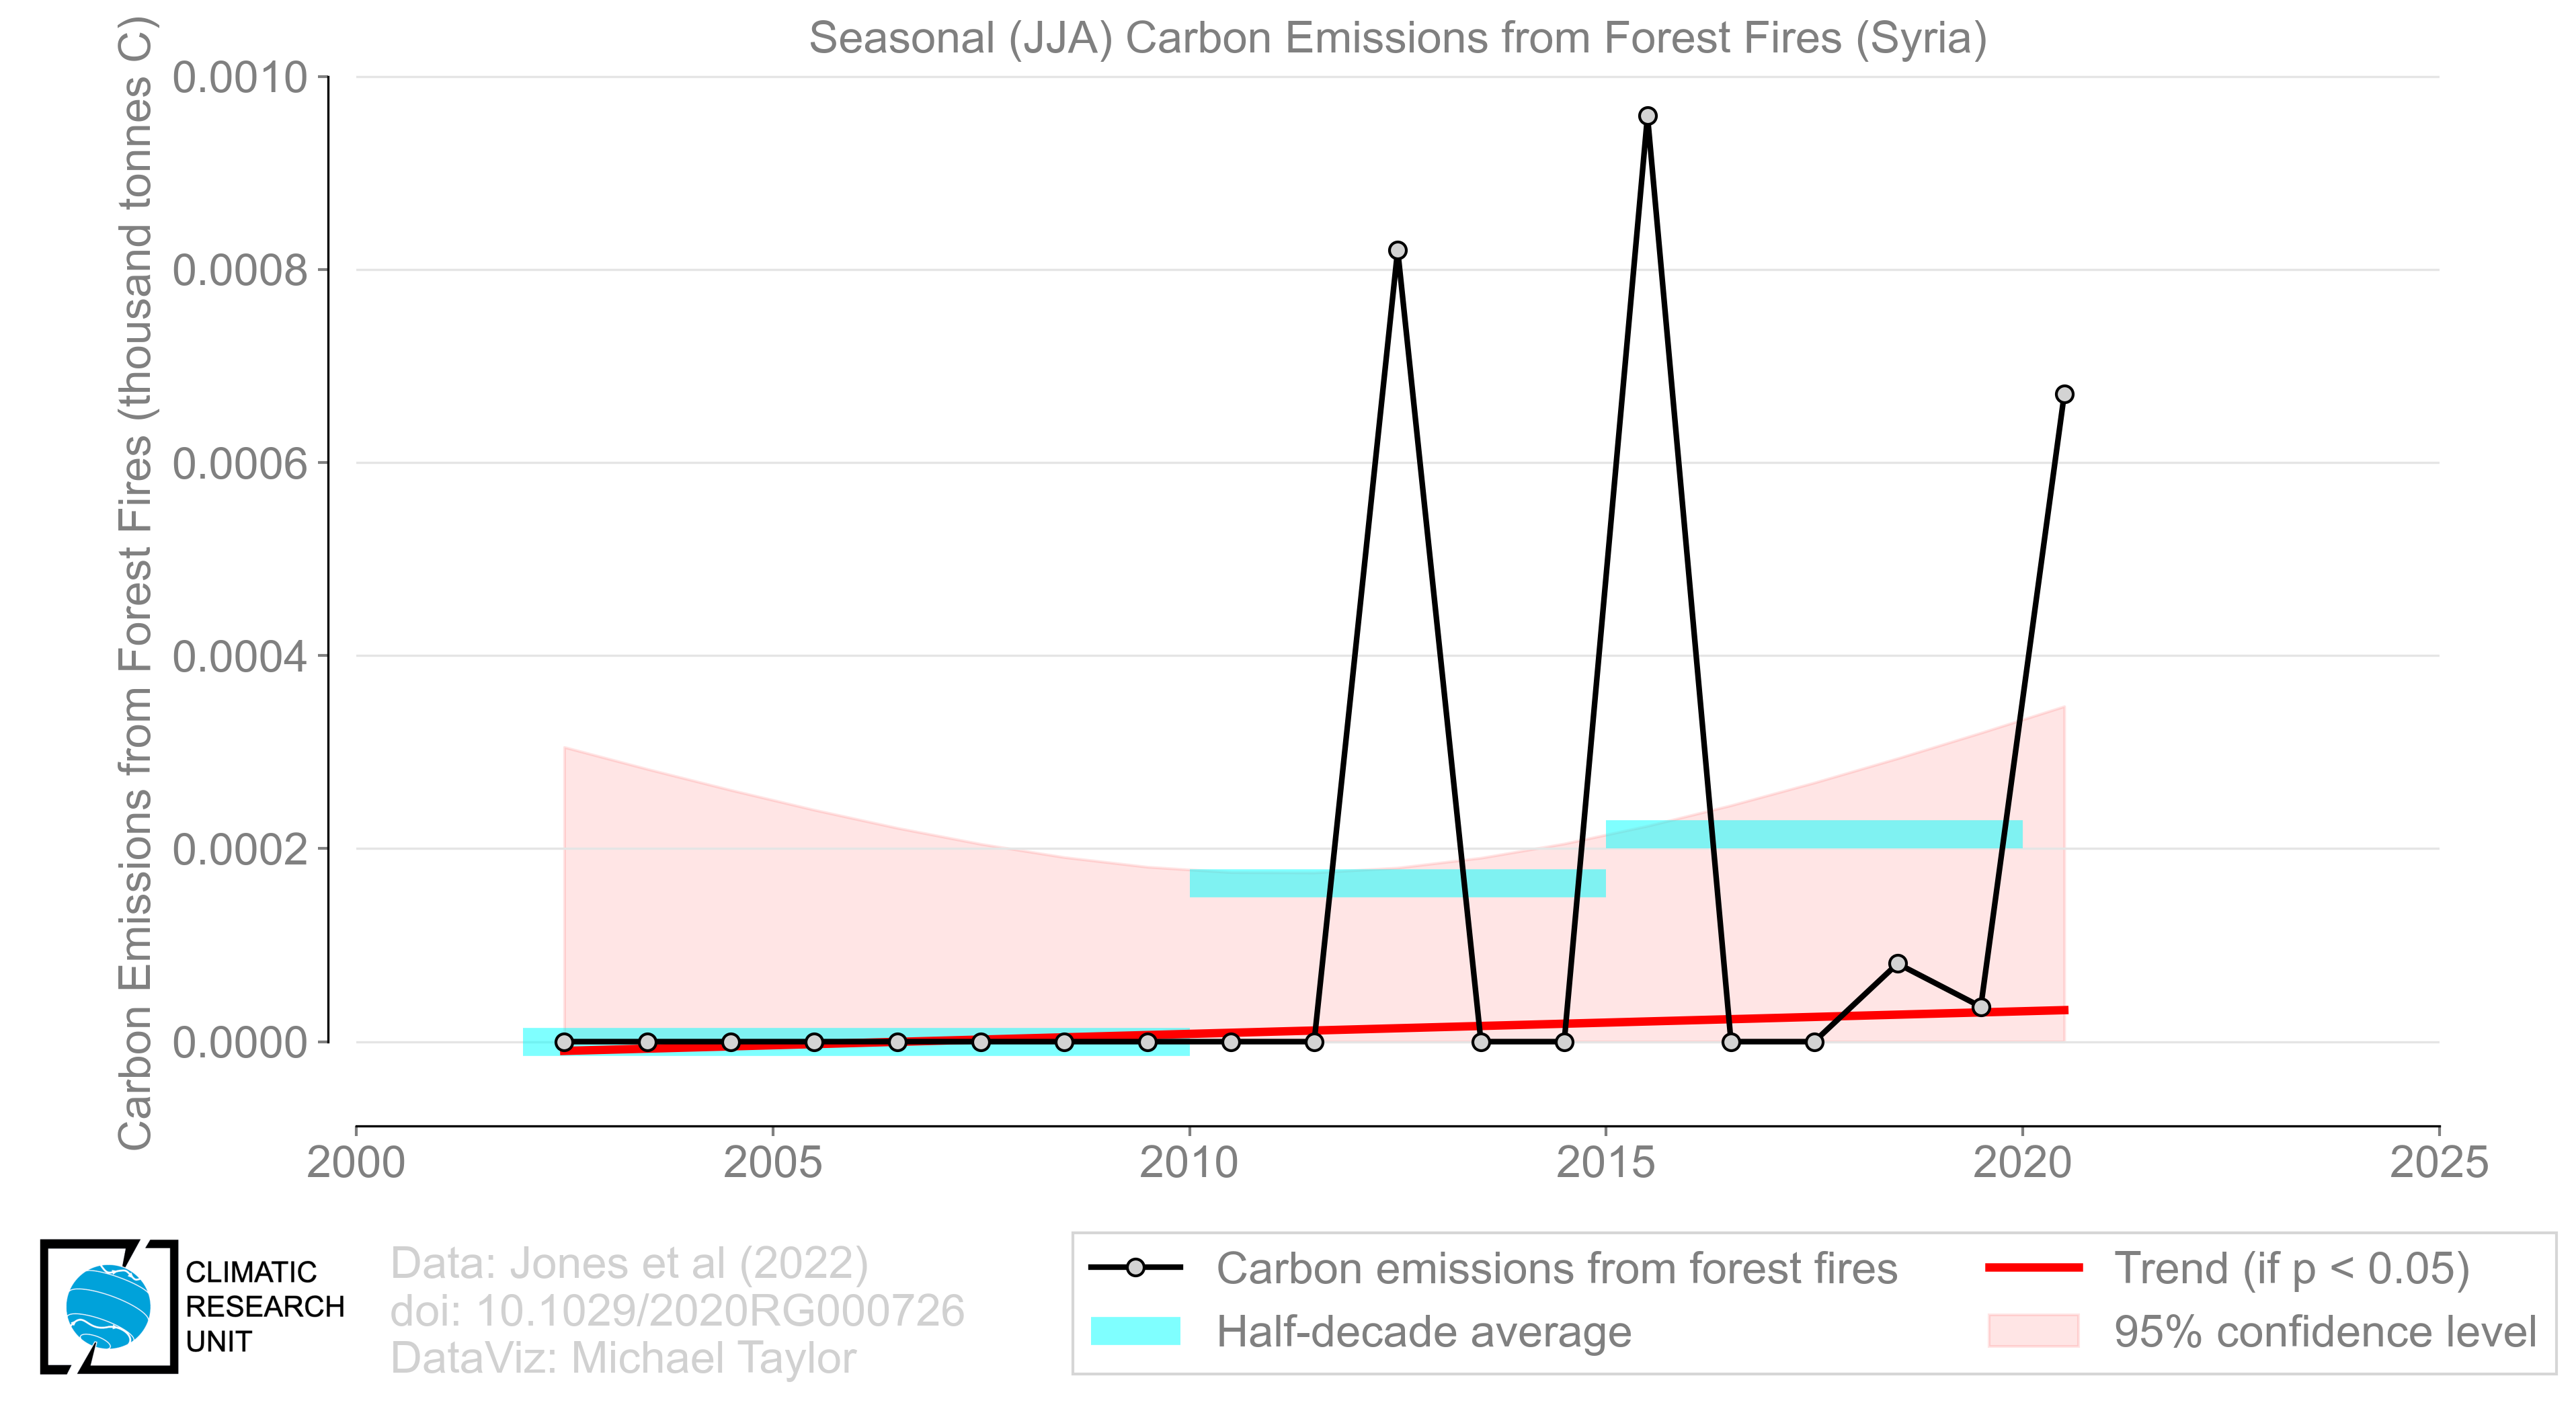 Seasonal (JJA) Carbon Emissions from Forest Fires (Syria)
Carbon Emissions from Forest Fires (thousand tonnes C)
0.0010
0.0008
0.0006
0.0004
0.0002
0.0000
2000 2005 2010 2015 2020 2025
CLIMATIC
RESEARCH
UNIT
Data: Jones et al (2022)
doi: 10.1029/2020RG000726
DataViz: Michael Taylor
Carbon emissions from forest fires
Half-decade average
Trend (if p < 0.05)
95% confidence level